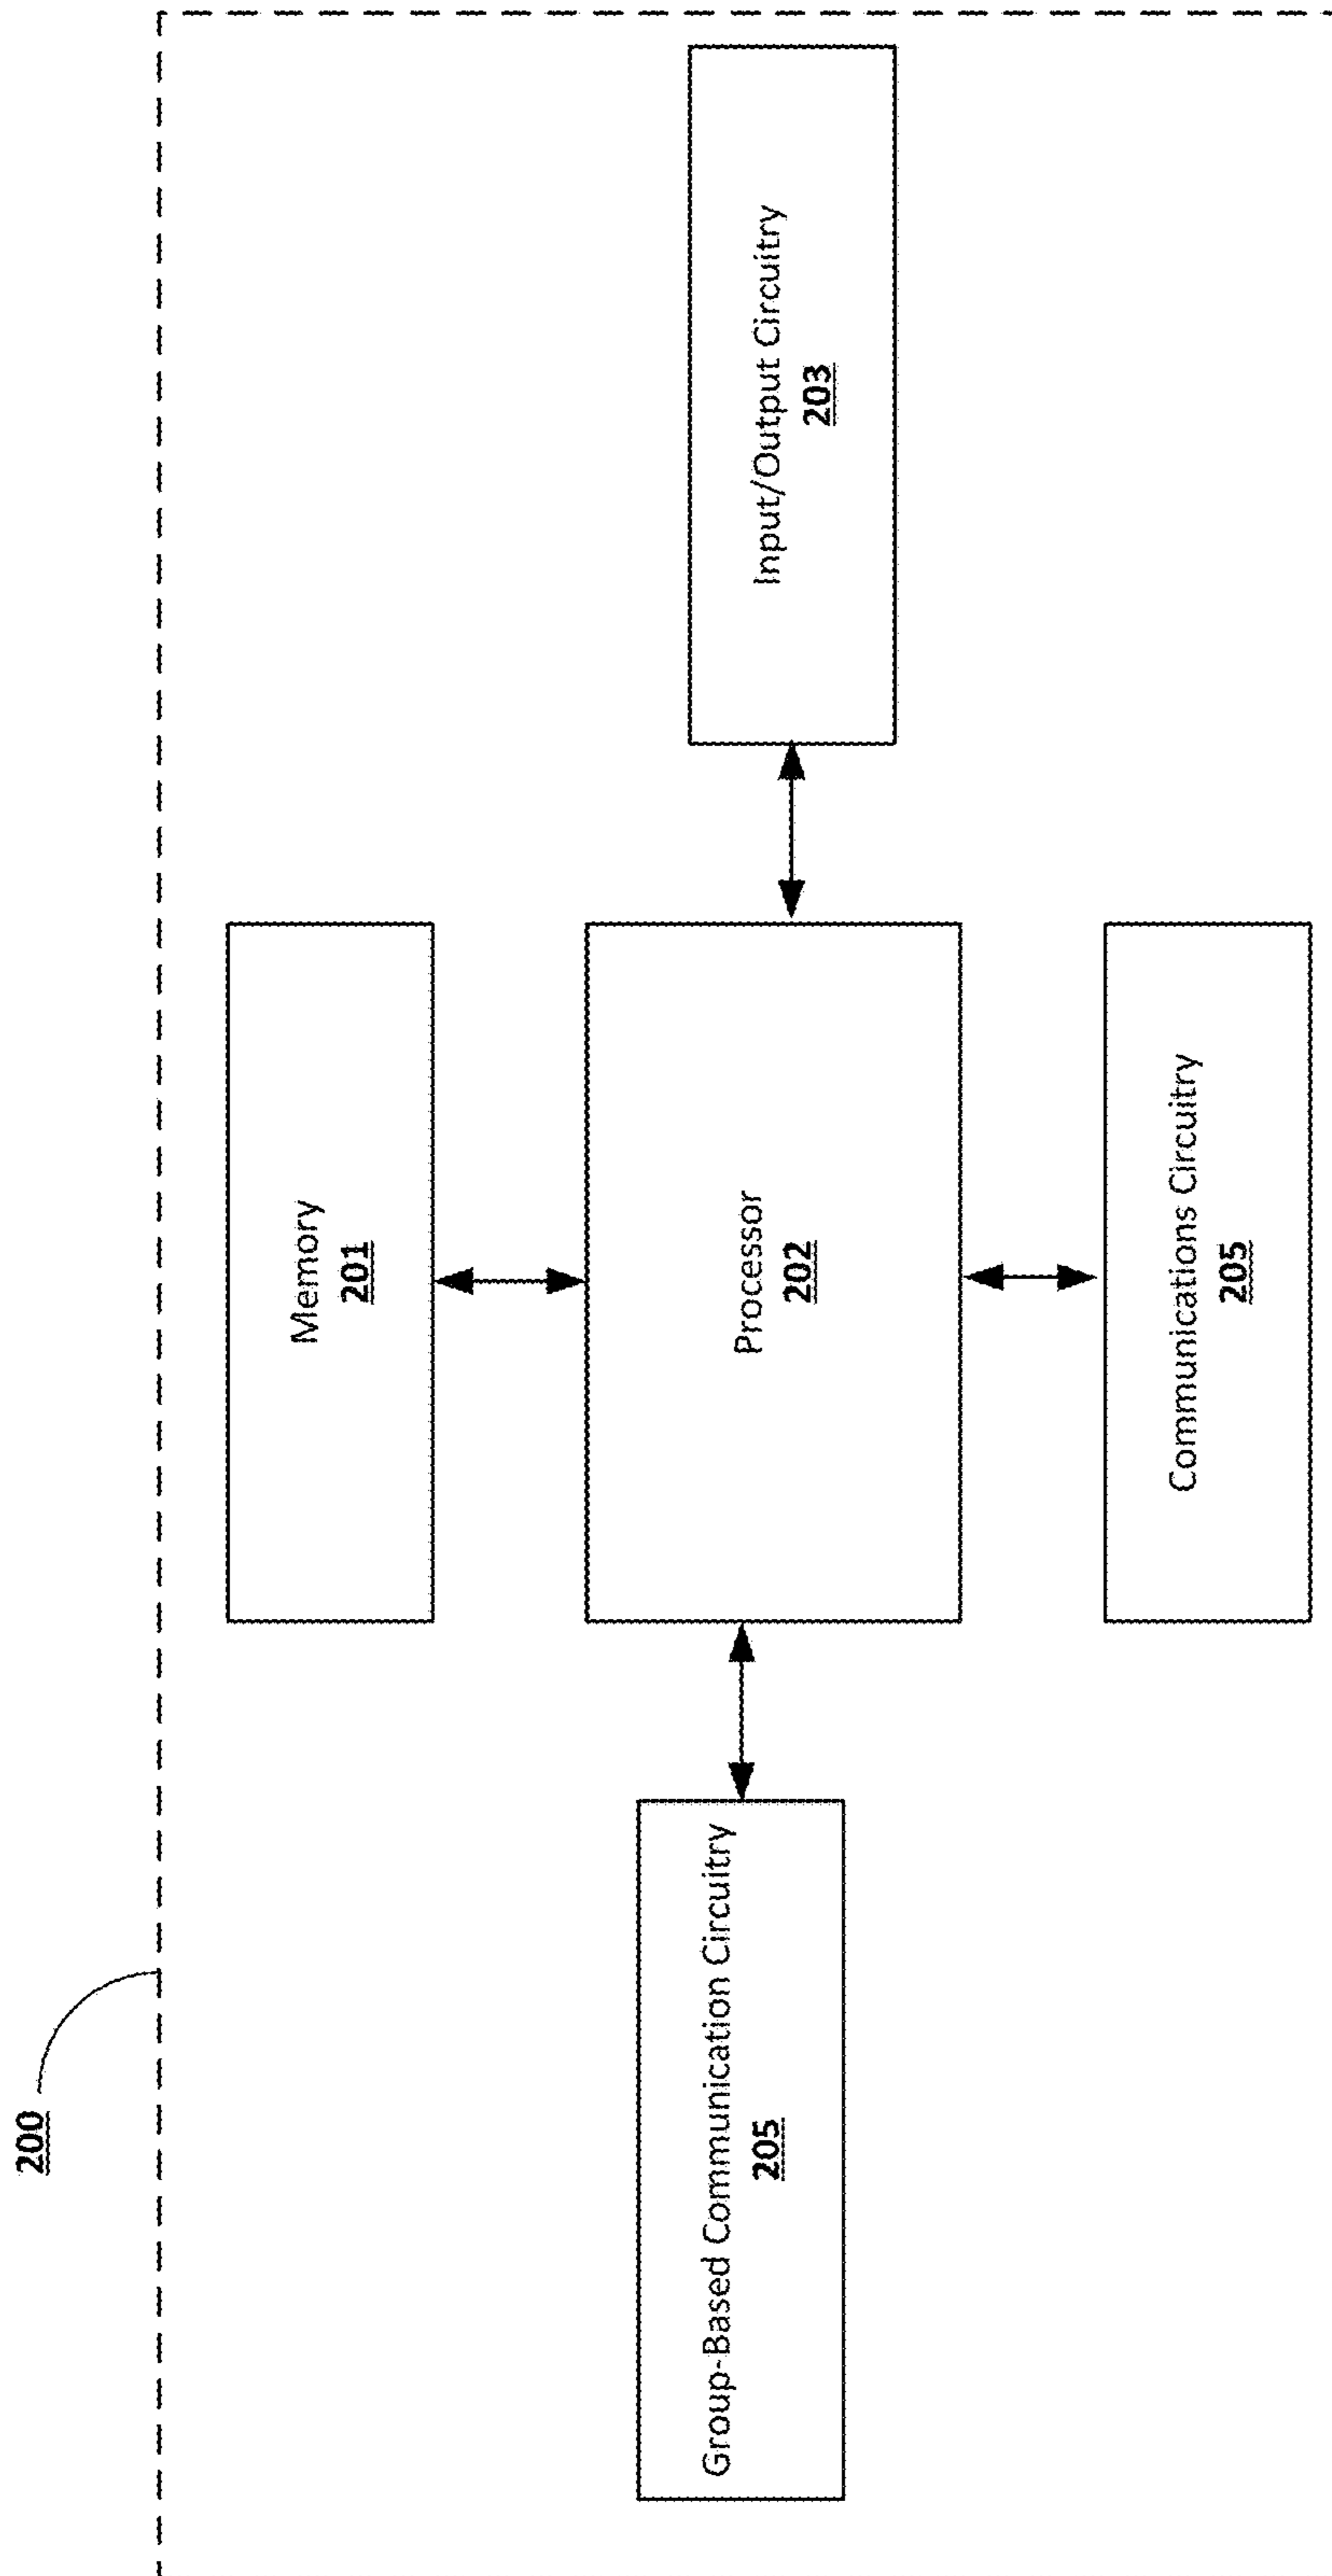 200
Memory
201
Group-Based Communication Circuitry
205
Processor
202
Input/Output Circuitry
203
Communications Circuitry
205